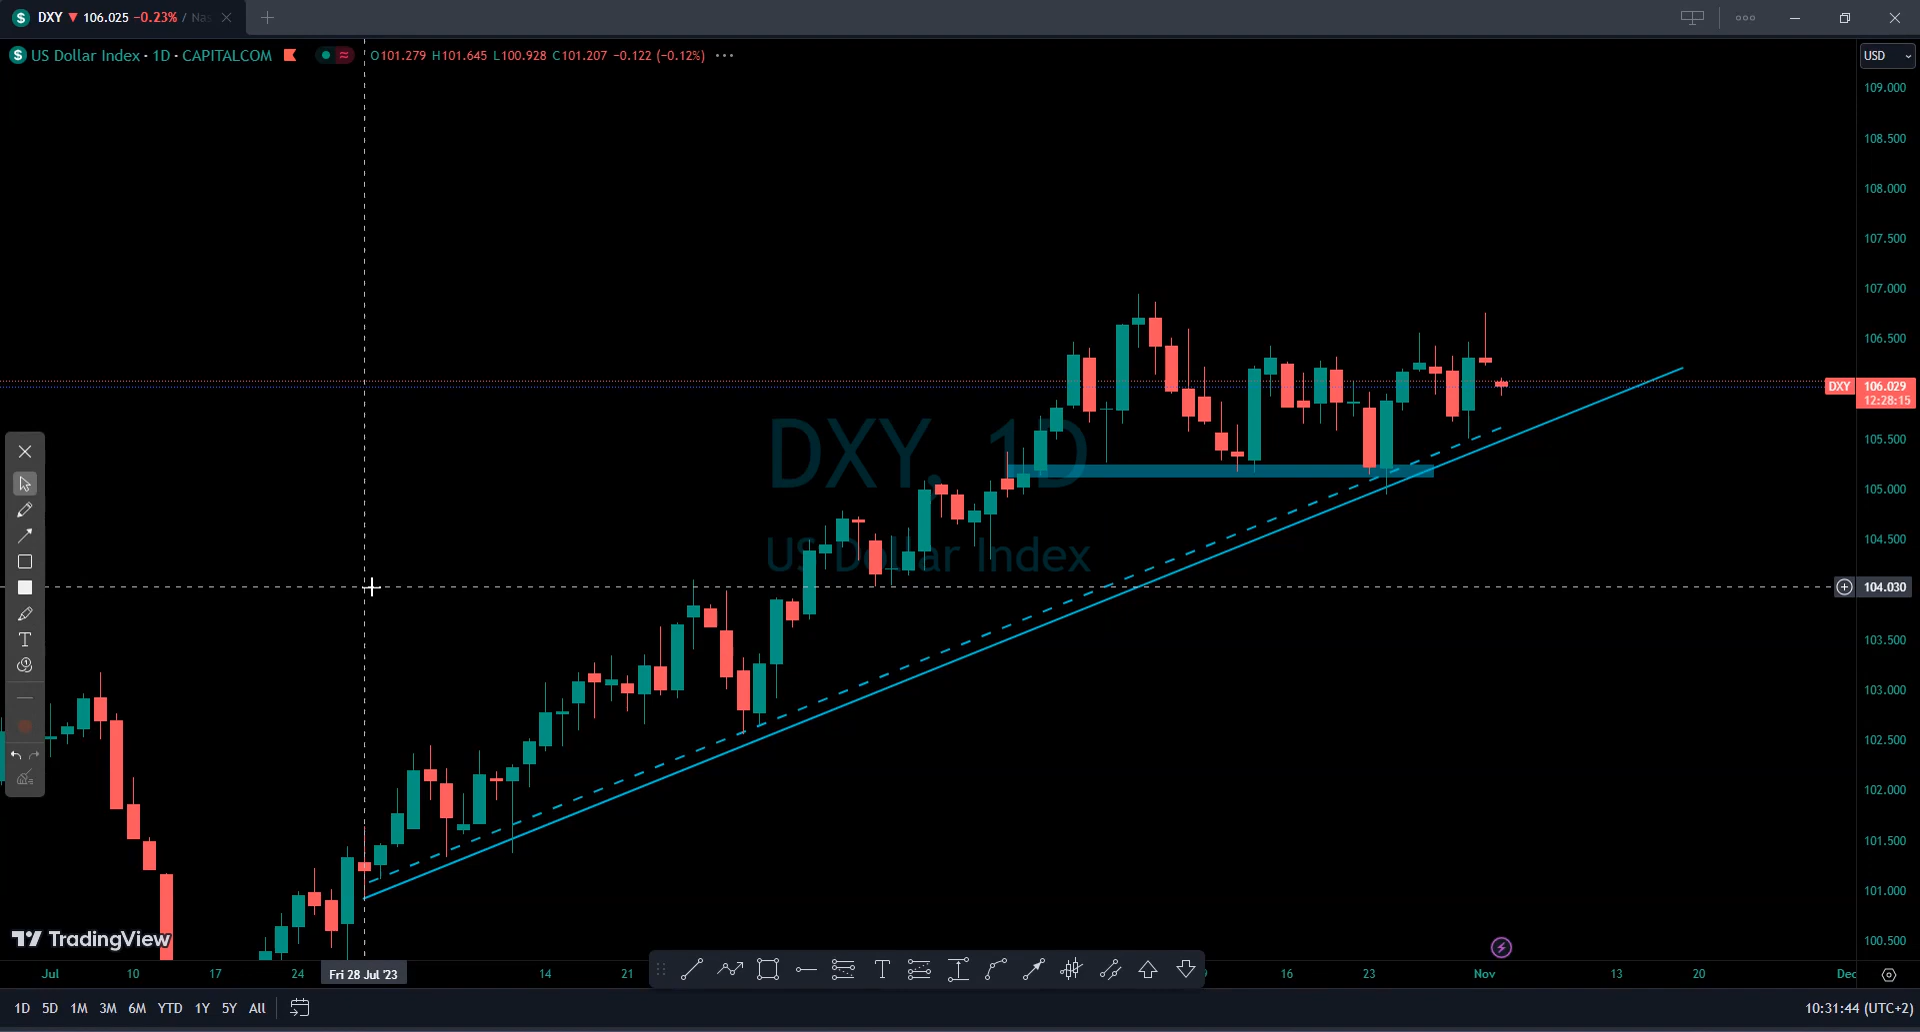 DXY ▼ 106.025 −0.23% / Nas
US Dollar Index · 1D · CAPITALCOM O101.279 H101.645 L100.928 C101.207 −0.122 (−0.12%)
USD
109.000
108.500
108.000
107.500
107.000
106.500
DXY 106.029
12:28:15
105.500
105.000
104.500
104.030
103.500
103.000
102.500
102.000
101.500
101.000
100.500
DXY, 1D
US Dollar Index
TradingView
Jul 10 17 24 Fri 28 Jul '23 14 21 16 23 Nov 13 20 Dec
1D 5D 1M 3M 6M YTD 1Y 5Y All
10:31:44 (UTC+2)